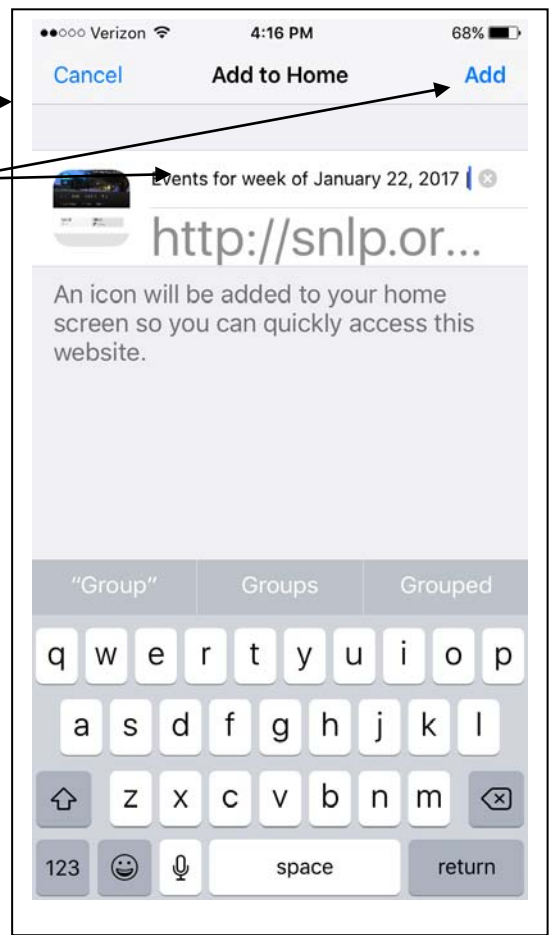 Verizon 4:16 PM 68%
Cancel Add to Home Add
Events for week of January 22, 2017
http://snlp.or...
An icon will be added to your home
screen so you can quickly access this
website.
"Group" Groups Grouped
q w e r t y u i o p
a s d f g h j k l
z x c v b n m
123 space return